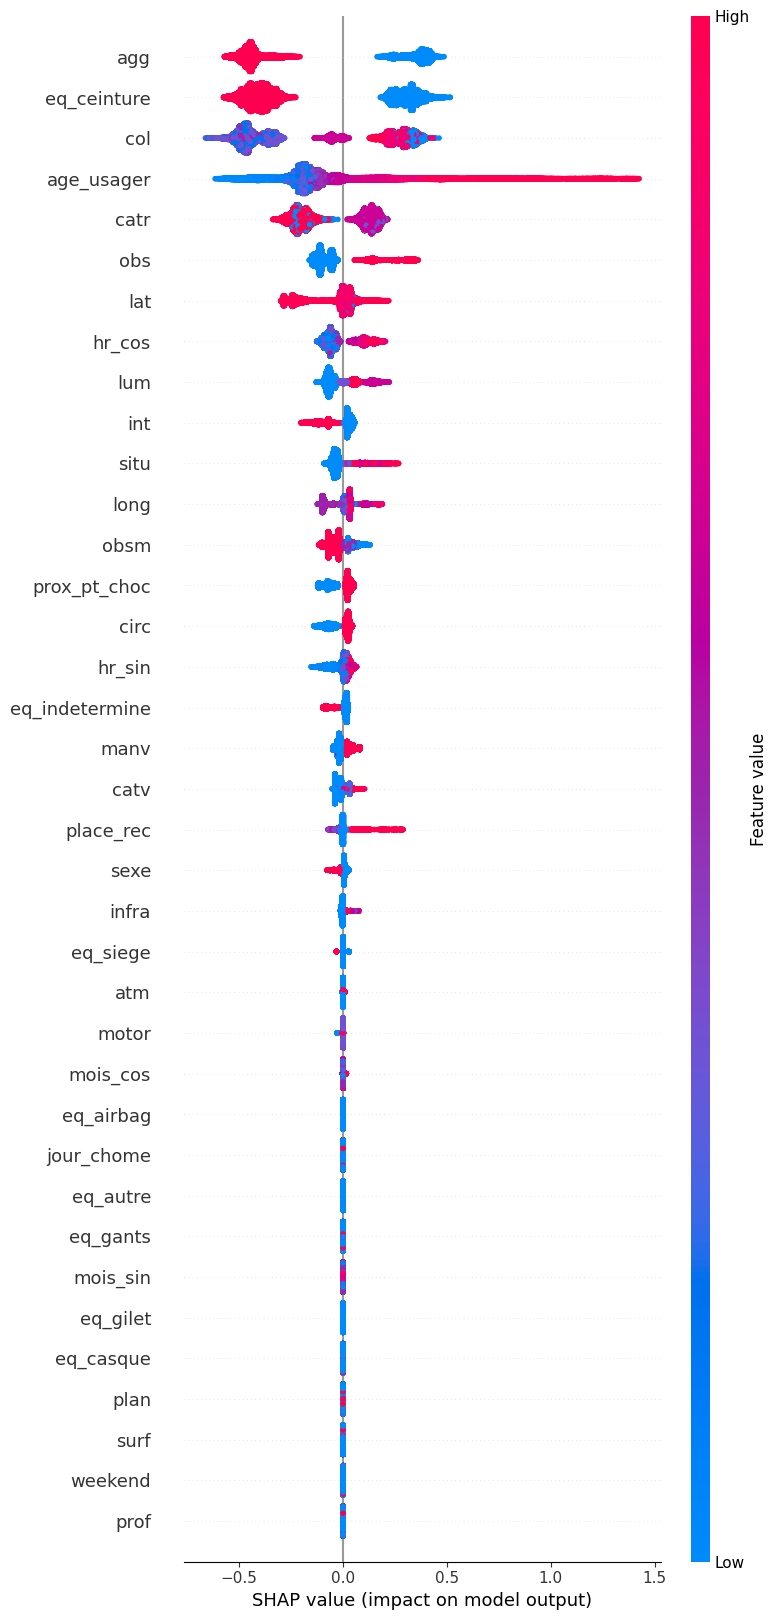 High
agg
eq_ceinture
col
age_usager
catr
obs
lat
hr_cos
lum
int
situ
long
obsm
prox_pt_choc
circ
hr_sin
eq_indetermine
manv
catv
place_rec
sexe
infra
eq_siege
atm
motor
mois_cos
eq_airbag
jour_chome
eq_autre
eq_gants
mois_sin
eq_gilet
eq_casque
plan
surf
weekend
prof
Feature value
Low
−0.5 0.0 0.5 1.0 1.5
SHAP value (impact on model output)